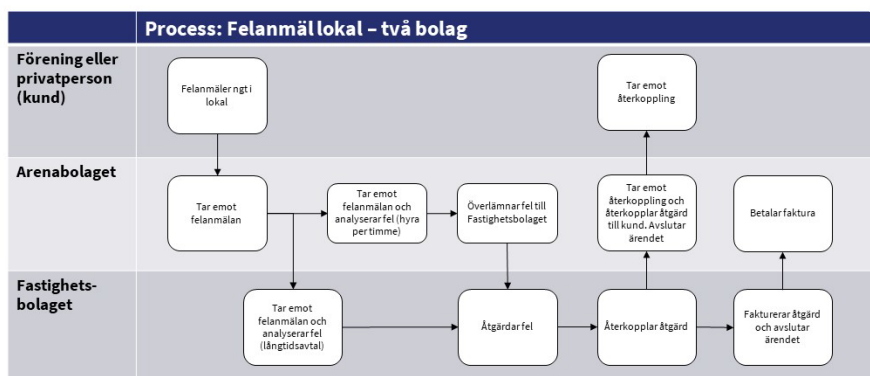 Process: Felanmäl lokal – två bolag
Förening eller
privatperson
(kund)
Felanmäler ngt i
lokal
Tar emot
återkoppling
Arenabolaget
Tar emot
felanmälan
Tar emot
felanmälan och
analyserar fel (hyra
per timme)
Överlämnar fel till
Fastighetsbolaget
Tar emot
återkoppling och
återkopplar åtgärd
till kund. Avslutar
ärendet
Betalar faktura
Fastighets-
bolaget
Tar emot
felanmälan och
analyserar fel
(långtidsavtal)
Åtgärdar fel
Återkopplar åtgärd
Fakturerar åtgärd
och avslutar
ärendet